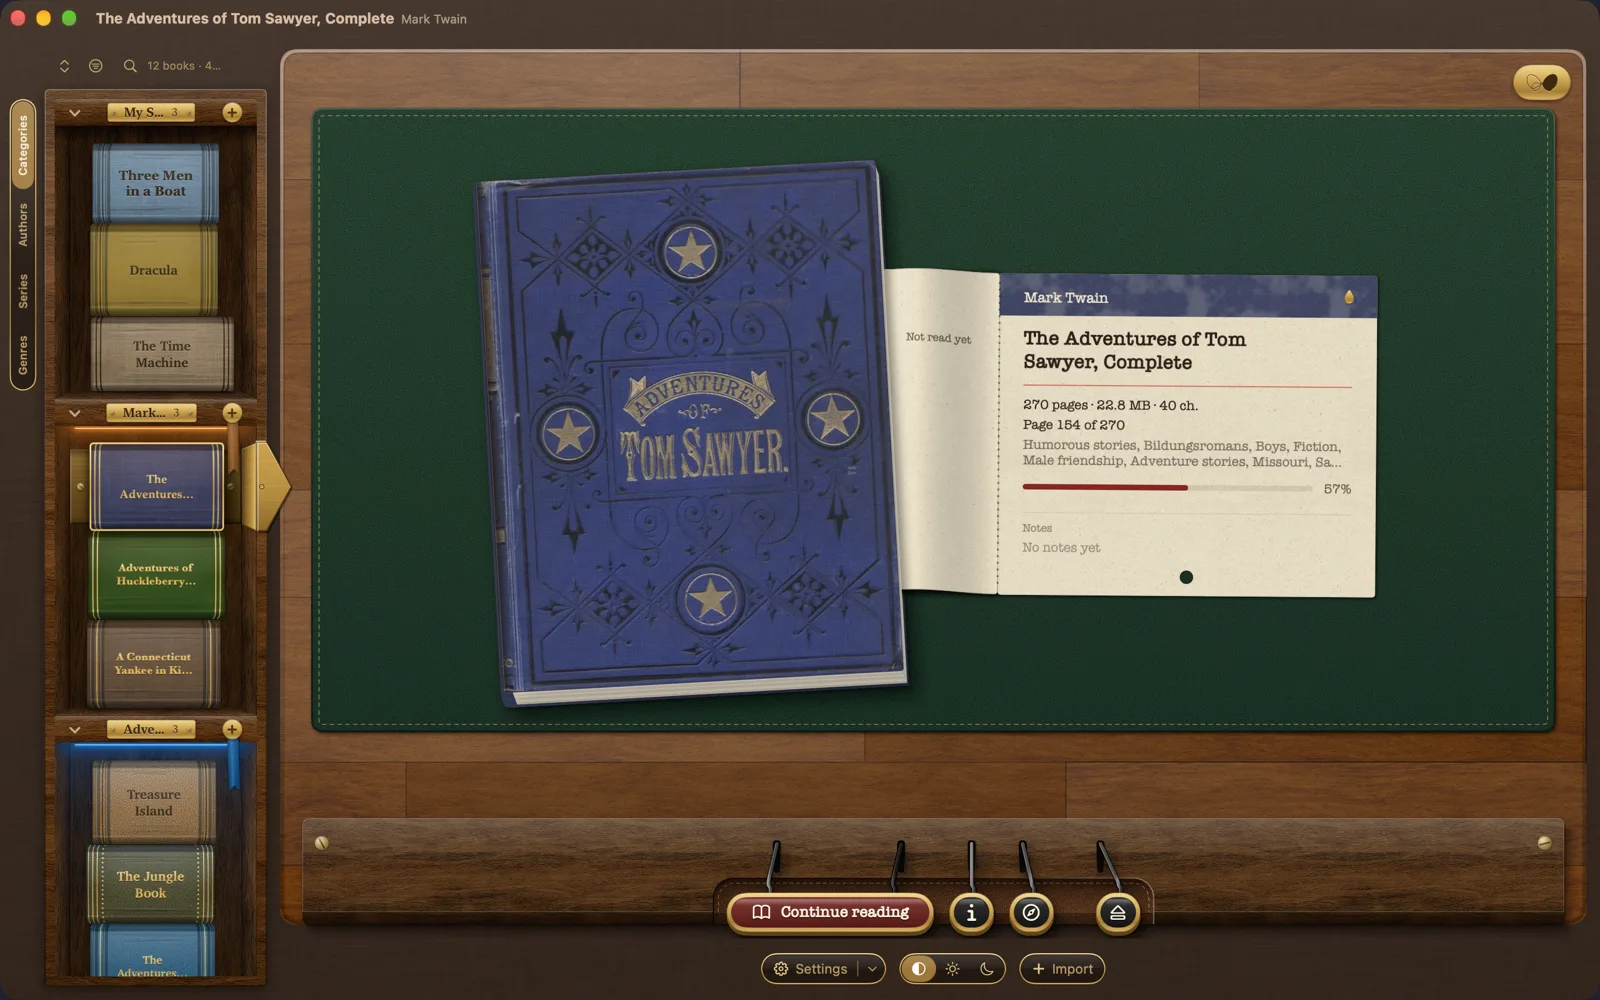 The Adventures of Tom Sawyer, Complete Mark Twain
12 books · 4...
Categories
Authors
Series
Genres
My S... 3
Three Men
in a Boat
Dracula
The Time
Machine
Mark... 3
The
Adventures...
Adventures of
Huckleberry...
A Connecticut
Yankee in Ki...
Adve... 3
Treasure
Island
The Jungle
Book
The
Adventures...
ADVENTURES
OF
TOM SAWYER.
Not read yet
Mark Twain
The Adventures of Tom
Sawyer, Complete
270 pages · 22.8 MB · 40 ch.
Page 154 of 270
Humorous stories, Bildungsromans, Boys, Fiction,
Male friendship, Adventure stories, Missouri, Sa...
57%
Notes
No notes yet
Continue reading
Settings
Import